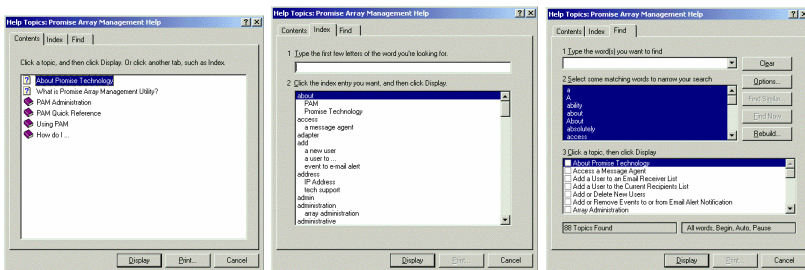 Help Topics: Promise Array Management Help
Contents Index Find
Click a topic, and then click Display. Or click another tab, such as Index.
About Promise Technology
What is Promise Array Management Utility?
PAM Administration
PAM Quick Reference
Using PAM
How do I ...
Display Print... Cancel
Help Topics: Promise Array Management Help
Contents Index Find
1 Type the first few letters of the word you're looking for.
2 Click the index entry you want, and then click Display.
about
PAM
Promise Technology
access
a message agent
adapter
add
a new user
a user to ...
event to e-mail alert
address
IP Address
tech support
admin
administration
array administration
administrative
Display Print... Cancel
Help Topics: Promise Array Management Help
Contents Index Find
1 Type the word(s) you want to find
Clear
2 Select some matching words to narrow your search
Options...
a
A
ability
about
About
absolutely
access
Find Similar...
Find Now
Rebuild...
3 Click a topic, then click Display
About Promise Technology
Access a Message Agent
Add a User to an Email Receiver List
Add a User to the Current Recipients List
Add or Delete New Users
Add or Remove Events to or from Email Alert Notification
Array Administration
88 Topics Found All words, Begin, Auto, Pause
Display Print... Cancel